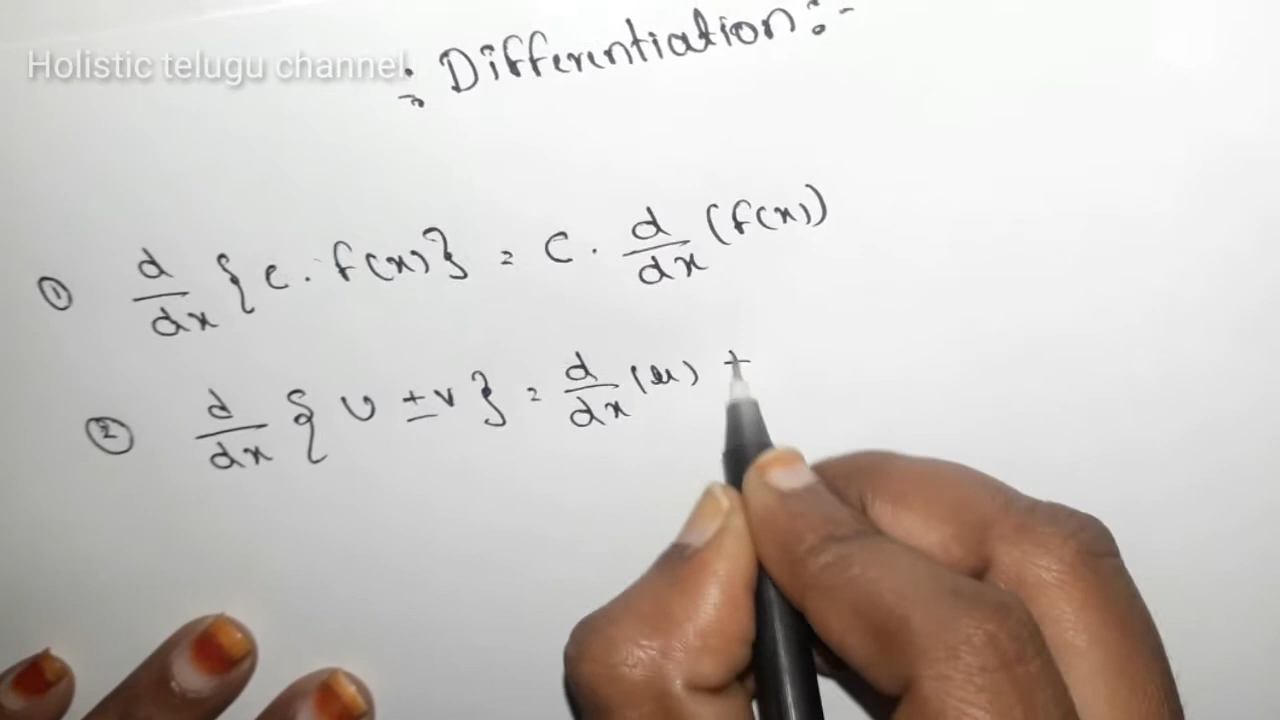 Holistic telugu channel
: Differentiation :-
① d/dx {c. f(x)} = C. d/dx (f(x))
② d/dx {U ± v} = d/dx (u) +